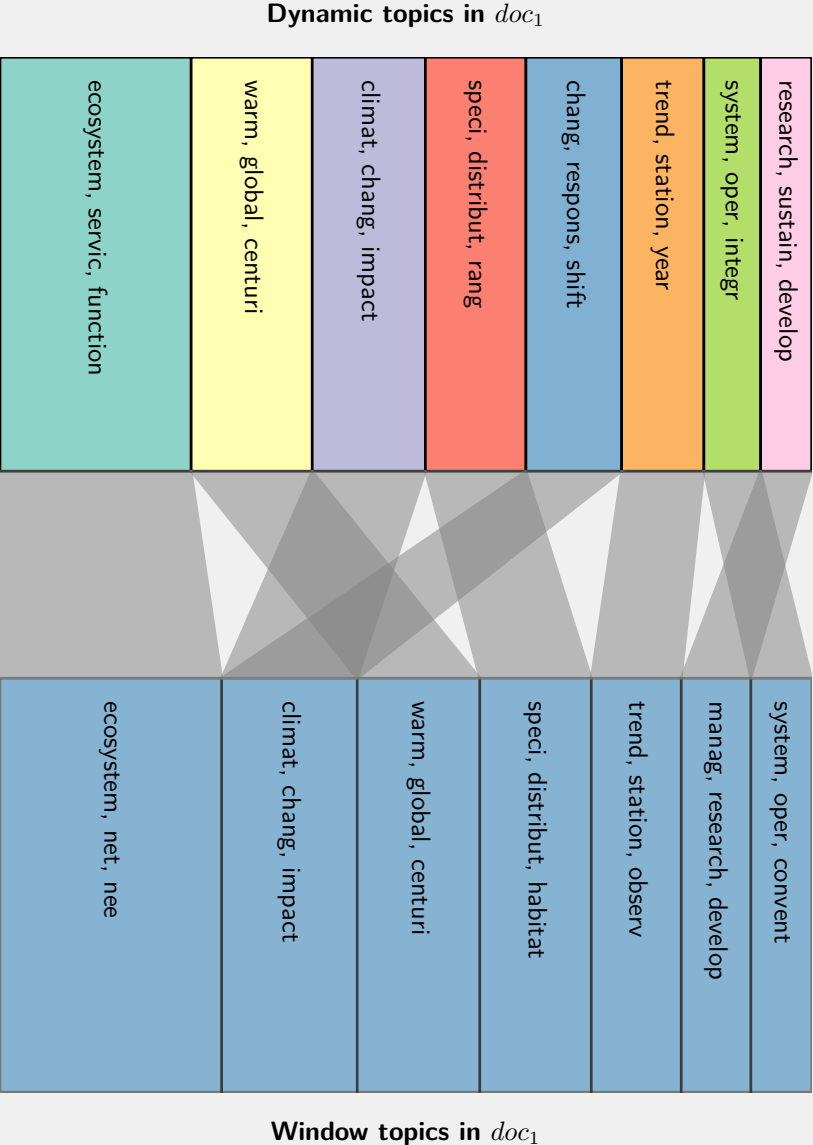 Dynamic topics in doc1
ecosystem, servic, function
warm, global, centuri
climat, chang, impact
speci, distribut, rang
chang, respons, shift
trend, station, year
system, oper, integr
research, sustain, develop
ecosystem, net, nee
climat, chang, impact
warm, global, centuri
speci, distribut, habitat
trend, station, observ
manag, research, develop
system, oper, convent
Window topics in doc1